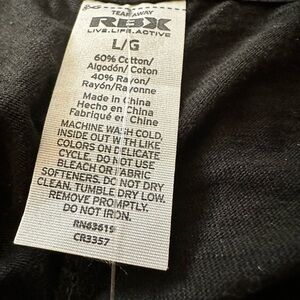 TEAR AWAY
RBX
LIVE.LIFE.ACTIVE
L/G
60% Cotton/
Algodón/Coton
40% Rayon/
Rayón/Rayonne
Made in China
Hecho en China
Fabriqué en Chine
MACHINE WASH COLD,
INSIDE OUT WITH LIKE
COLORS ON DELICATE
CYCLE. DO NOT USE
BLEACH OR FABRIC
SOFTENERS. DO NOT DRY
CLEAN. TUMBLE DRY LOW.
REMOVE PROMPTLY.
DO NOT IRON.
RN63619
CR3357